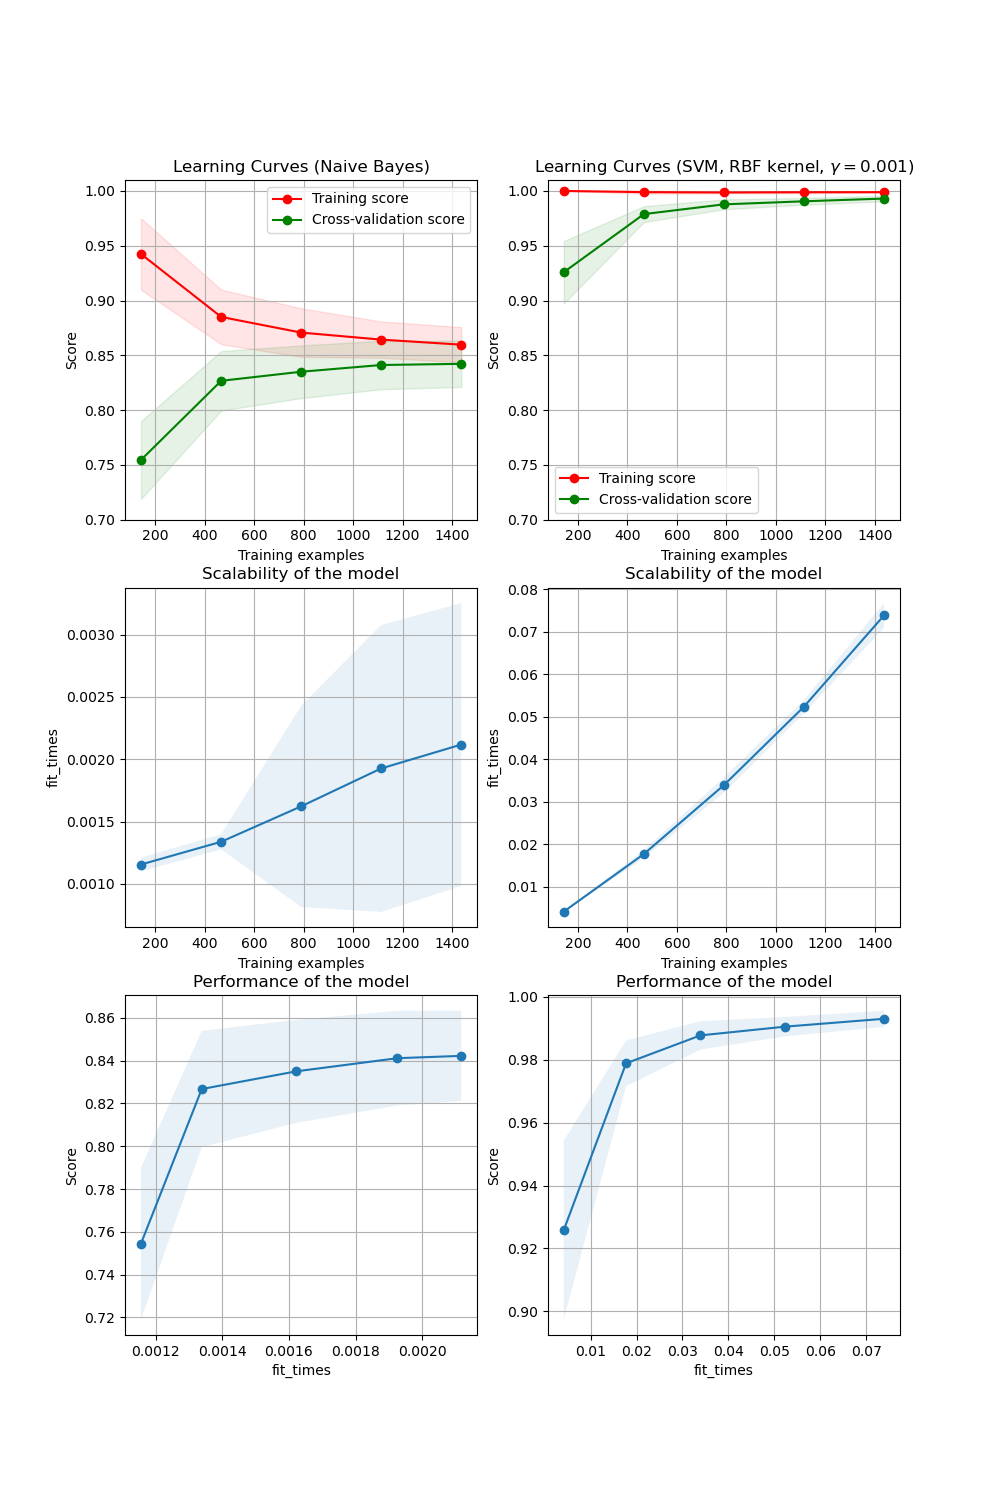 Learning Curves (Naive Bayes)
1.00
0.95
0.90
0.85
0.80
0.75
0.70
Score
Training score
Cross-validation score
200 400 600 800 1000 1200 1400
Training examples
Learning Curves (SVM, RBF kernel, γ = 0.001)
1.00
0.95
0.90
0.85
0.80
0.75
0.70
Score
Training score
Cross-validation score
200 400 600 800 1000 1200 1400
Training examples
Scalability of the model
0.0030
0.0025
0.0020
0.0015
0.0010
fit_times
200 400 600 800 1000 1200 1400
Training examples
Scalability of the model
0.08
0.07
0.06
0.05
0.04
0.03
0.02
0.01
fit_times
200 400 600 800 1000 1200 1400
Training examples
Performance of the model
0.86
0.84
0.82
0.80
0.78
0.76
0.74
0.72
Score
0.0012 0.0014 0.0016 0.0018 0.0020
fit_times
Performance of the model
1.00
0.98
0.96
0.94
0.92
0.90
Score
0.01 0.02 0.03 0.04 0.05 0.06 0.07
fit_times